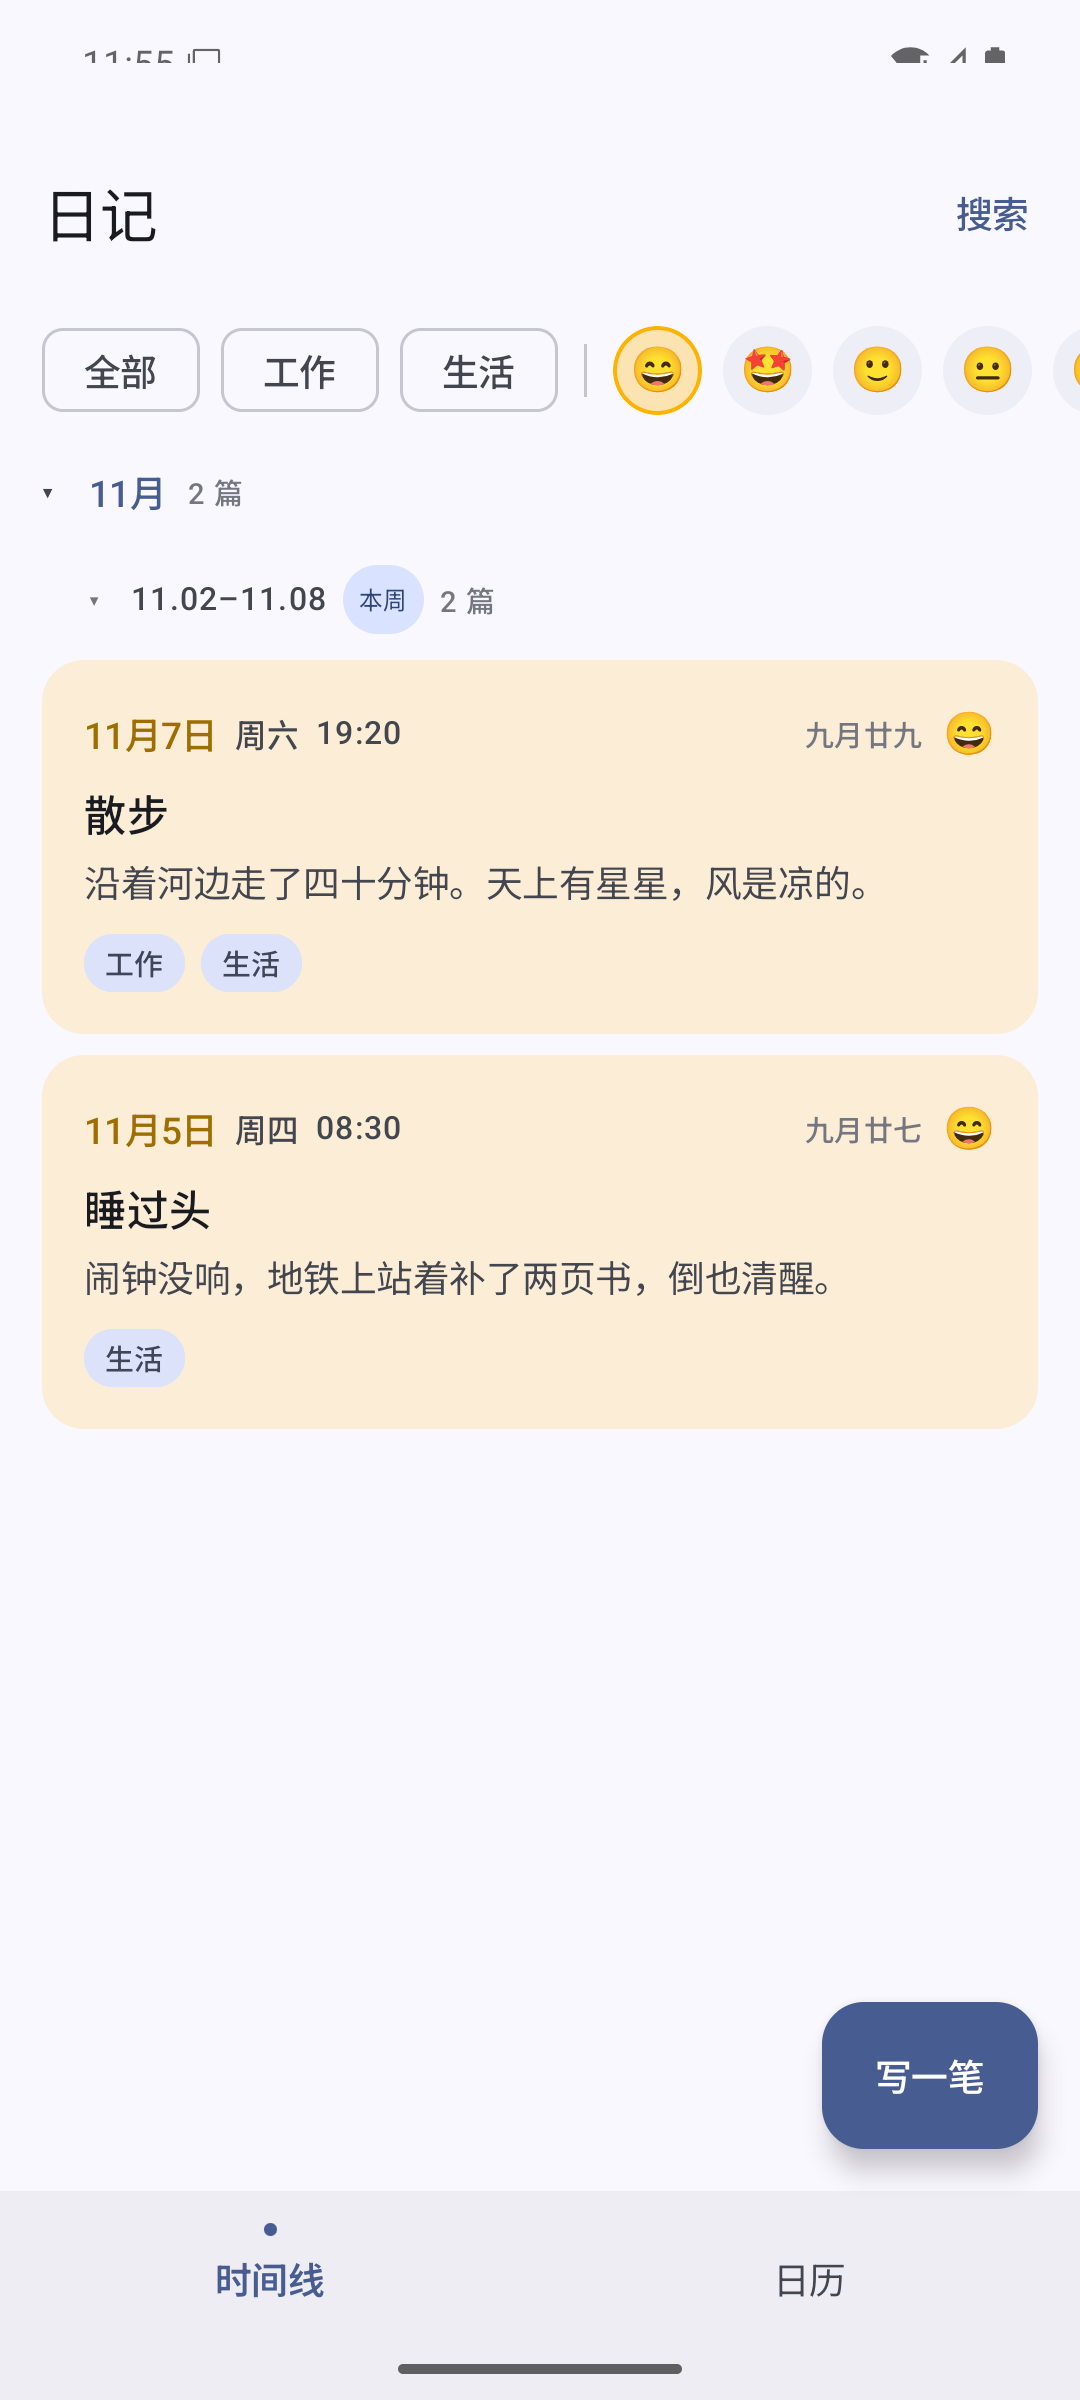 11:55
日记
搜索
全部 工作 生活 😄 🤩 🙂 😐
▾ 11月 2 篇
▾ 11.02–11.08 本周 2 篇
11月7日 周六 19:20 九月廿九 😄
散步
沿着河边走了四十分钟。天上有星星，风是凉的。
工作 生活
11月5日 周四 08:30 九月廿七 😄
睡过头
闹钟没响，地铁上站着补了两页书，倒也清醒。
生活
写一笔
时间线 日历